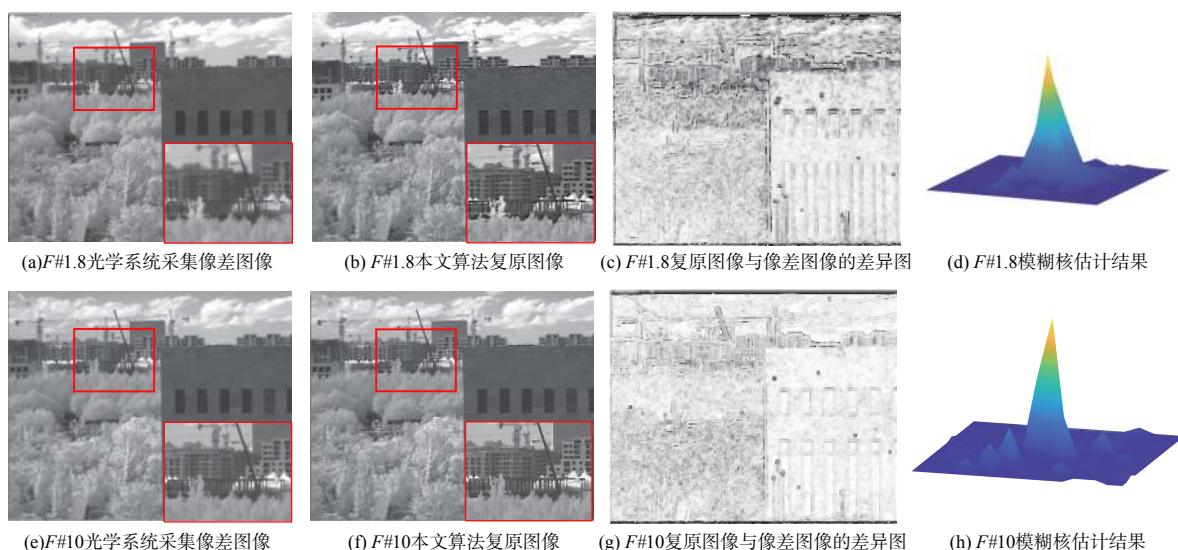 (a)F#1.8光学系统采集像差图像
(b) F#1.8本文算法复原图像
(c) F#1.8复原图像与像差图像的差异图
(d) F#1.8模糊核估计结果
(e)F#10光学系统采集像差图像
(f) F#10本文算法复原图像
(g) F#10复原图像与像差图像的差异图
(h) F#10模糊核估计结果